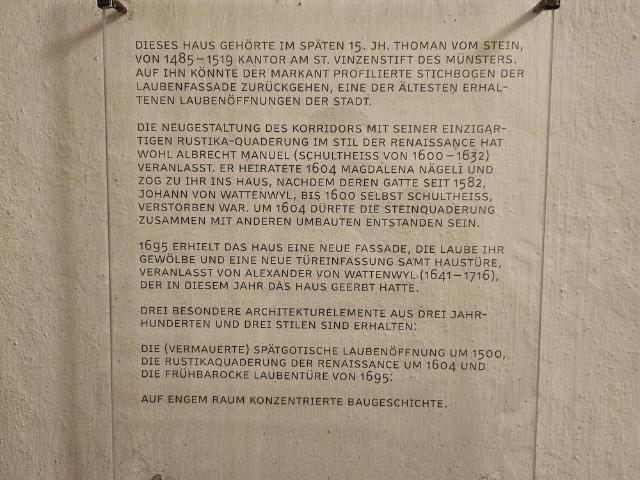 DIESES HAUS GEHÖRTE IM SPÄTEN 15. JH. THOMAN VOM STEIN,
VON 1485–1519 KANTOR AM ST. VINZENSTIFT DES MÜNSTERS.
AUF IHN KÖNNTE DER MARKANT PROFILIERTE STICHBOGEN DER
LAUBENFASSADE ZURÜCKGEHEN, EINE DER ÄLTESTEN ERHAL-
TENEN LAUBENÖFFNUNGEN DER STADT.
DIE NEUGESTALTUNG DES KORRIDORS MIT SEINER EINZIGAR-
TIGEN RUSTIKA-QUADERUNG IM STIL DER RENAISSANCE HAT
WOHL ALBRECHT MANUEL (SCHULTHEISS VON 1600–1632)
VERANLASST. ER HEIRATETE 1604 MAGDALENA NÄGELI UND
ZOG ZU IHR INS HAUS, NACHDEM DEREN GATTE SEIT 1582,
JOHANN VON WATTENWYL, BIS 1600 SELBST SCHULTHEISS,
VERSTORBEN WAR. UM 1604 DÜRFTE DIE STEINQUADERUNG
ZUSAMMEN MIT ANDEREN UMBAUTEN ENTSTANDEN SEIN.
1695 ERHIELT DAS HAUS EINE NEUE FASSADE, DIE LAUBE IHR
GEWÖLBE UND EINE NEUE TÜREINFASSUNG SAMT HAUSTÜRE,
VERANLASST VON ALEXANDER VON WATTENWYL (1641–1716),
DER IN DIESEM JAHR DAS HAUS GEERBT HATTE.
DREI BESONDERE ARCHITEKTURELEMENTE AUS DREI JAHR-
HUNDERTEN UND DREI STILEN SIND ERHALTEN:
DIE (VERMAUERTE) SPÄTGOTISCHE LAUBENÖFFNUNG UM 1500,
DIE RUSTIKAQUADERUNG DER RENAISSANCE UM 1604 UND
DIE FRÜHBAROCKE LAUBENTÜRE VON 1695:
AUF ENGEM RAUM KONZENTRIERTE BAUGESCHICHTE.